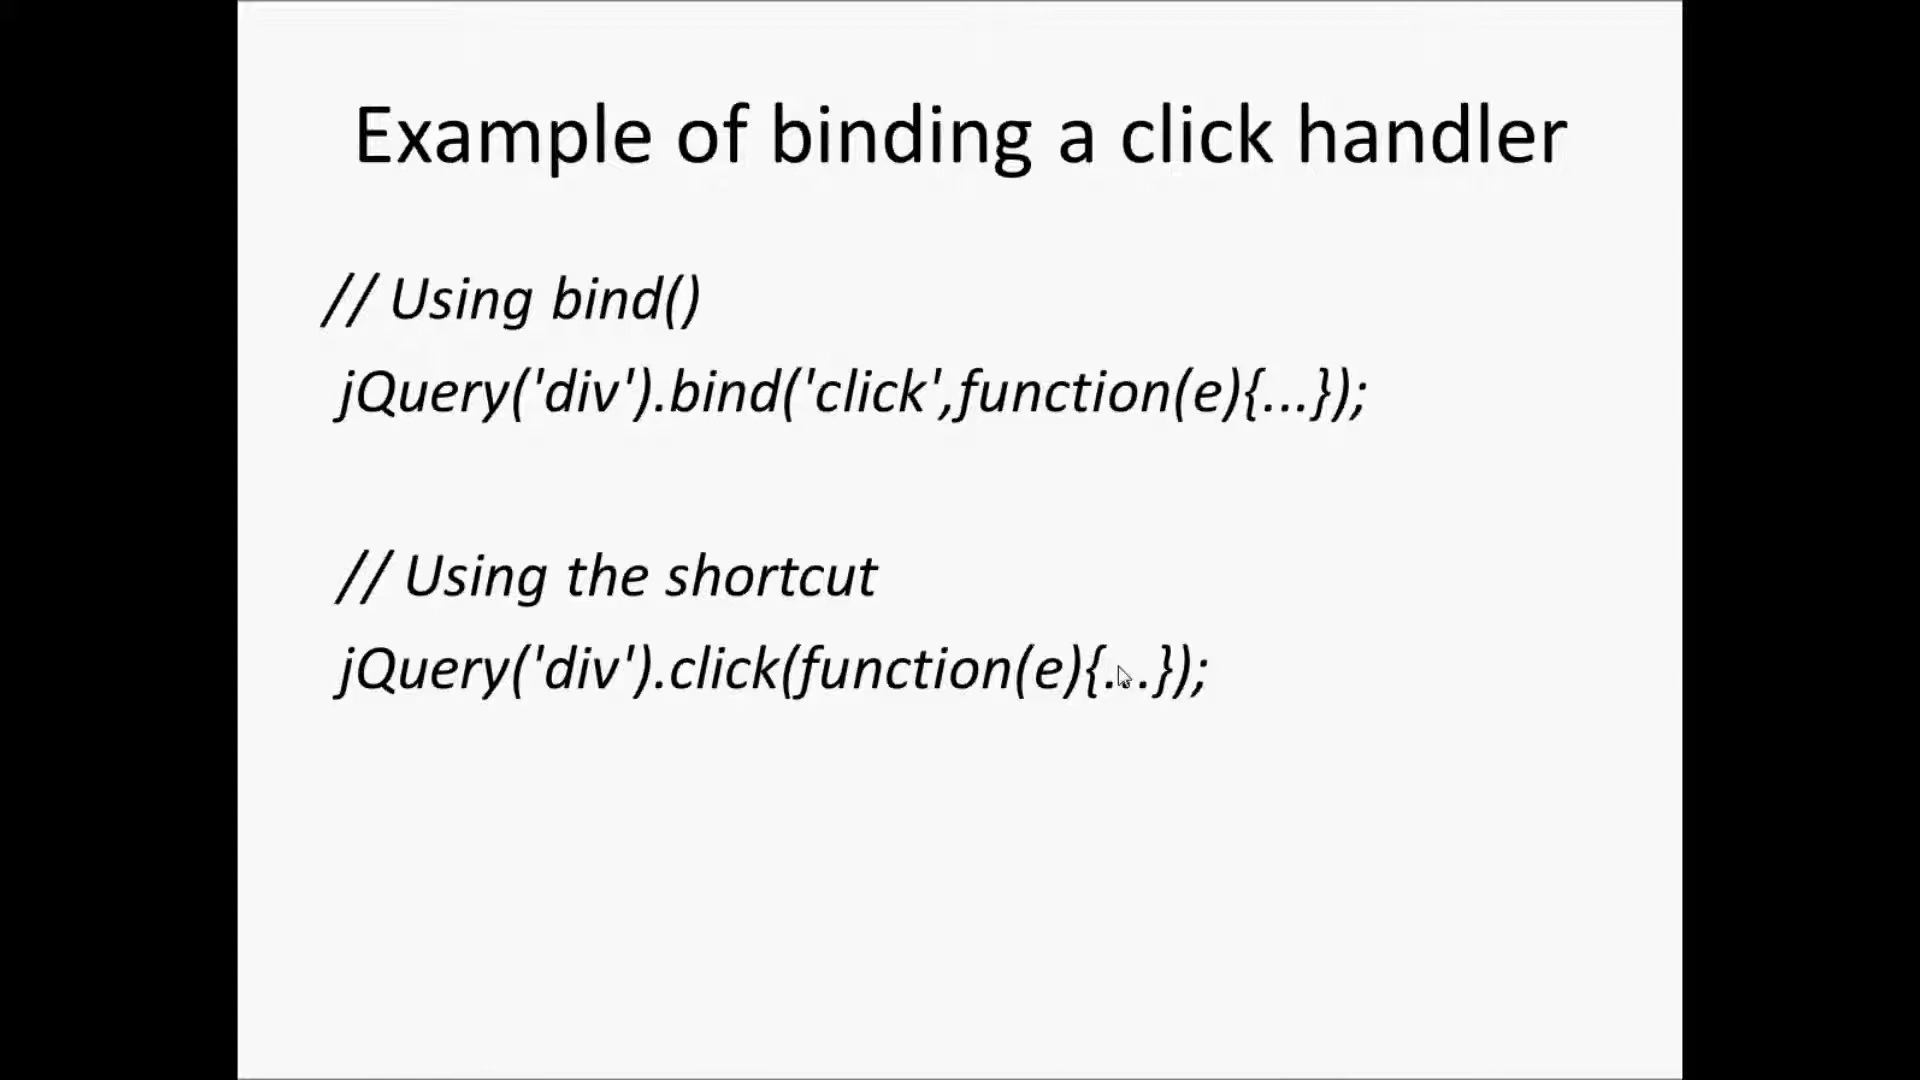 Example of binding a click handler
// Using bind()
jQuery('div').bind('click',function(e){...});
// Using the shortcut
jQuery('div').click(function(e){...});